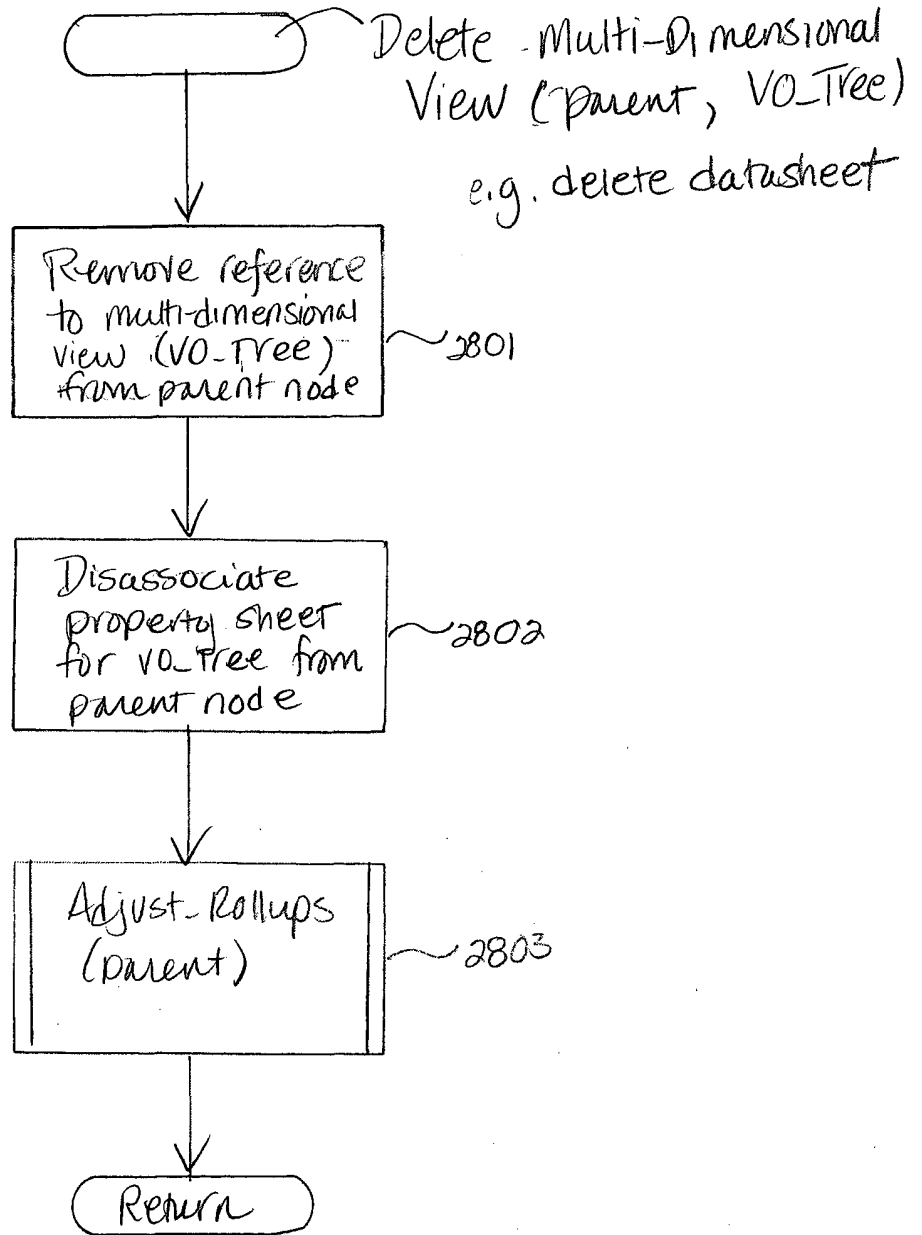 Delete-Multi-Dimensional
View (parent, VO_Tree)
e.g. delete datasheet
Remove reference
to multi-dimensional
view (VO_Tree)
from parent node
2801
Disassociate
property sheet
for VO_Tree from
parent node
2802
Adjust_Rollups
(parent)
2803
Return